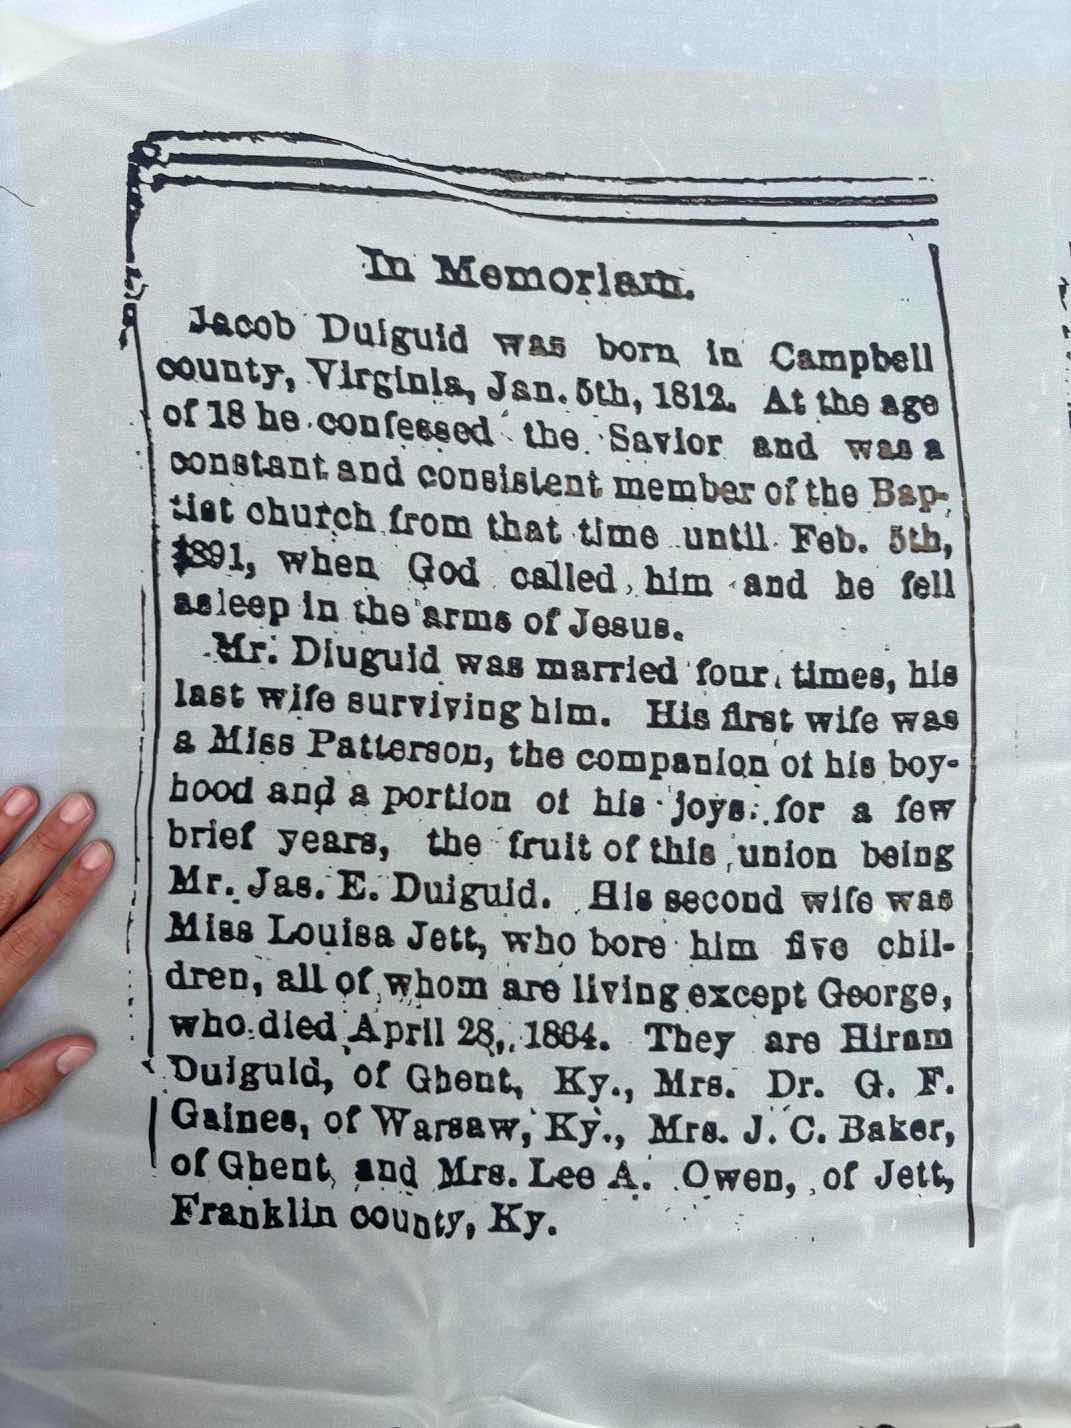 In Memoriam.
Jacob Duiguid was born in Campbell
county, Virginia, Jan. 5th, 1812. At the age
of 18 he confessed the Savior and was a
constant and consistent member of the Bap-
tist church from that time until Feb. 5th,
1891, when God called him and he fell
asleep in the arms of Jesus.
Mr. Diuguid was married four times, his
last wife surviving him. His first wife was
a Miss Patterson, the companion of his boy-
hood and a portion of his joys for a few
brief years, the fruit of this union being
Mr. Jas. E. Duiguid. His second wife was
Miss Louisa Jett, who bore him five chil-
dren, all of whom are living except George,
who died April 28, 1864. They are Hiram
Duiguid, of Ghent, Ky., Mrs. Dr. G. F.
Gaines, of Warsaw, Ky., Mrs. J. C. Baker,
of Ghent, and Mrs. Lee A. Owen, of Jett,
Franklin county, Ky.